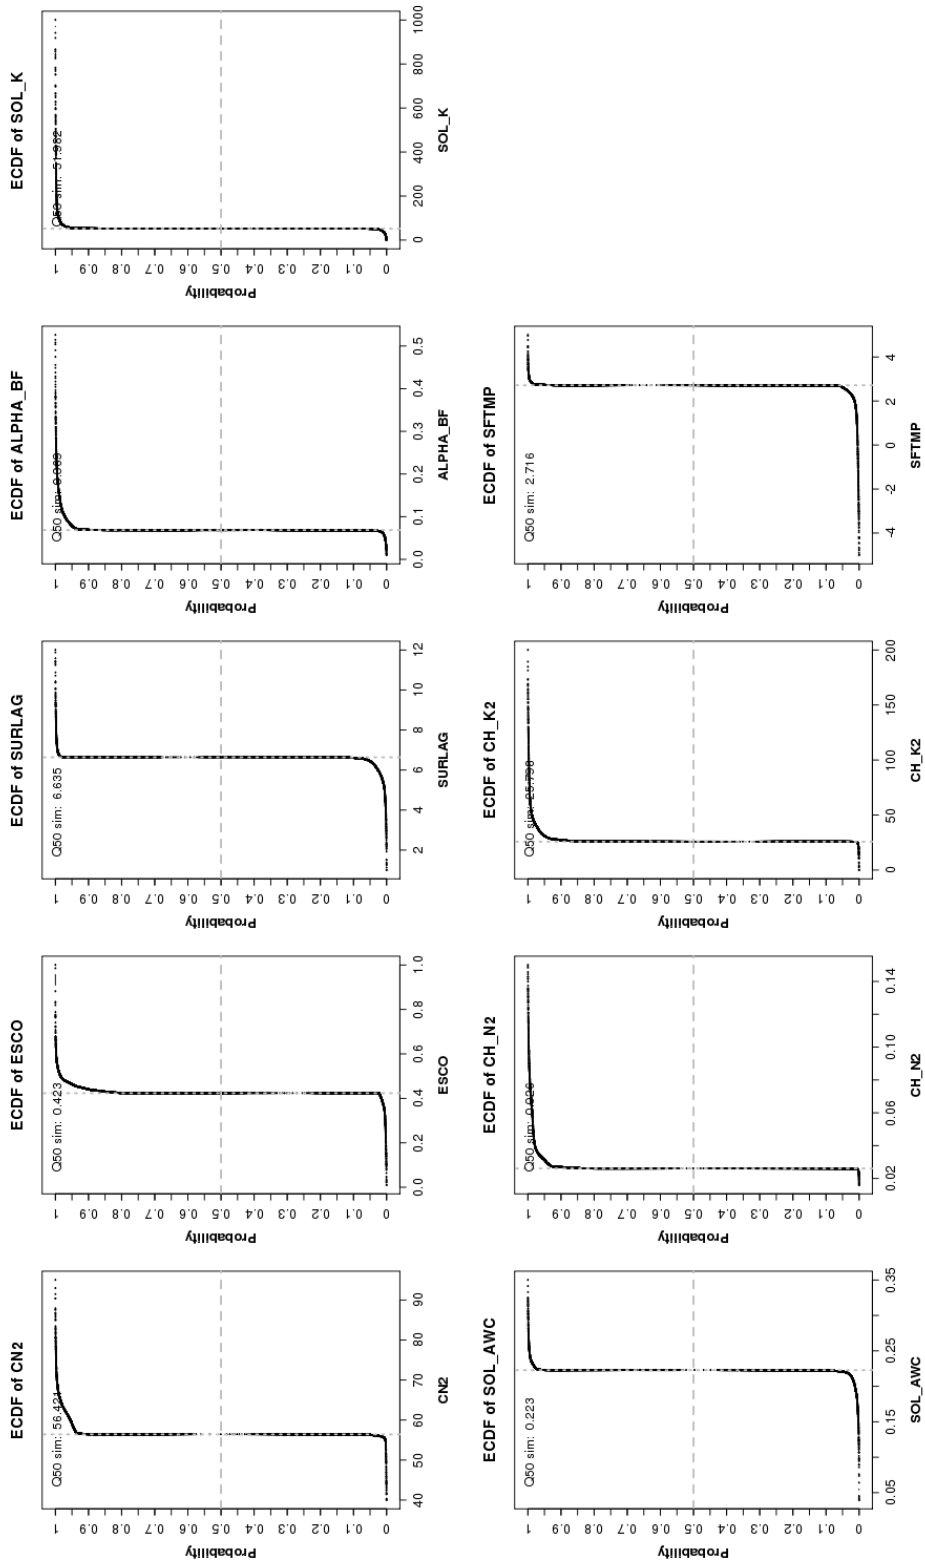 ECDF of CN2
Q50 sim: 56.421
1
0.9
0.8
0.7
0.6
0.5
0.4
0.3
0.2
0.1
0
Probability
40 50 60 70 80 90
CN2
ECDF of ESCO
Q50 sim: 0.423
1
0.9
0.8
0.7
0.6
0.5
0.4
0.3
0.2
0.1
0
Probability
0.0 0.2 0.4 0.6 0.8 1.0
ESCO
ECDF of SURLAG
Q50 sim: 6.635
1
0.9
0.8
0.7
0.6
0.5
0.4
0.3
0.2
0.1
0
Probability
2 4 6 8 10 12
SURLAG
ECDF of ALPHA_BF
Q50 sim: 0.069
1
0.9
0.8
0.7
0.6
0.5
0.4
0.3
0.2
0.1
0
Probability
0.0 0.1 0.2 0.3 0.4 0.5
ALPHA_BF
ECDF of SOL_K
Q50 sim: 51.982
1
0.9
0.8
0.7
0.6
0.5
0.4
0.3
0.2
0.1
0
Probability
0 200 400 600 800 1000
SOL_K
ECDF of SOL_AWC
Q50 sim: 0.223
1
0.9
0.8
0.7
0.6
0.5
0.4
0.3
0.2
0.1
0
Probability
0.05 0.15 0.25 0.35
SOL_AWC
ECDF of CH_N2
Q50 sim: 0.026
1
0.9
0.8
0.7
0.6
0.5
0.4
0.3
0.2
0.1
0
Probability
0.02 0.06 0.10 0.14
CH_N2
ECDF of CH_K2
Q50 sim: 25.798
1
0.9
0.8
0.7
0.6
0.5
0.4
0.3
0.2
0.1
0
Probability
0 50 100 150 200
CH_K2
ECDF of SFTMP
Q50 sim: 2.716
1
0.9
0.8
0.7
0.6
0.5
0.4
0.3
0.2
0.1
0
Probability
-4 -2 0 2 4
SFTMP